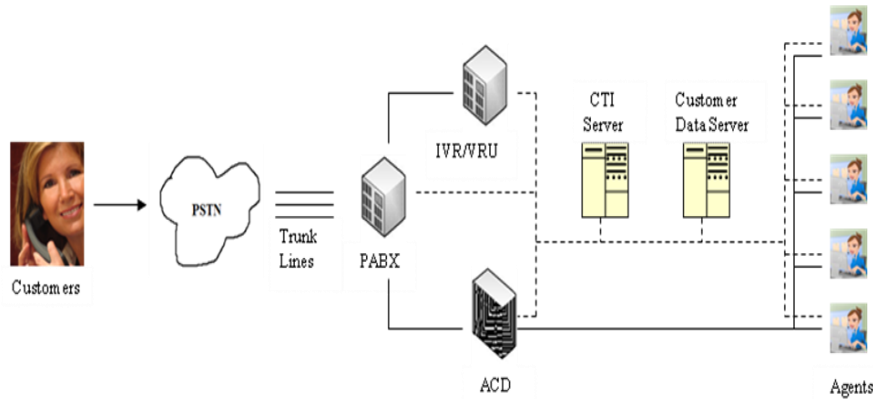 Customers
PSTN
Trunk
Lines
PABX
IVR/VRU
ACD
CTI
Server
Customer
Data Server
Agents